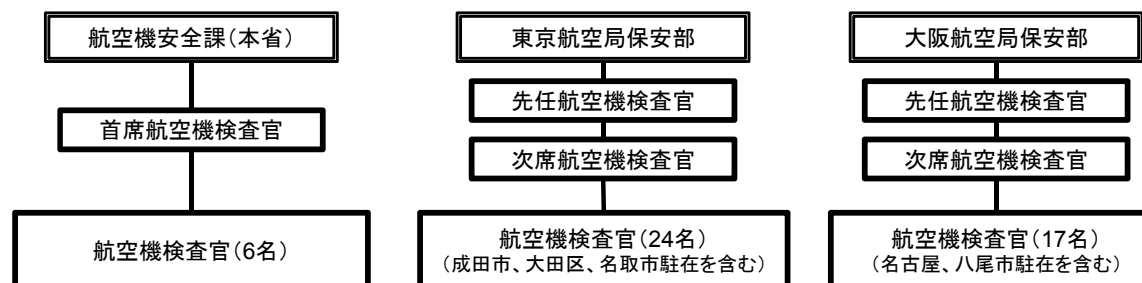 航空機安全課（本省）
首席航空機検査官
航空機検査官（6名）
東京航空局保安部
先任航空機検査官
次席航空機検査官
航空機検査官（24名）
（成田市、大田区、名取市駐在を含む）
大阪航空局保安部
先任航空機検査官
次席航空機検査官
航空機検査官（17名）
（名古屋、八尾市駐在を含む）